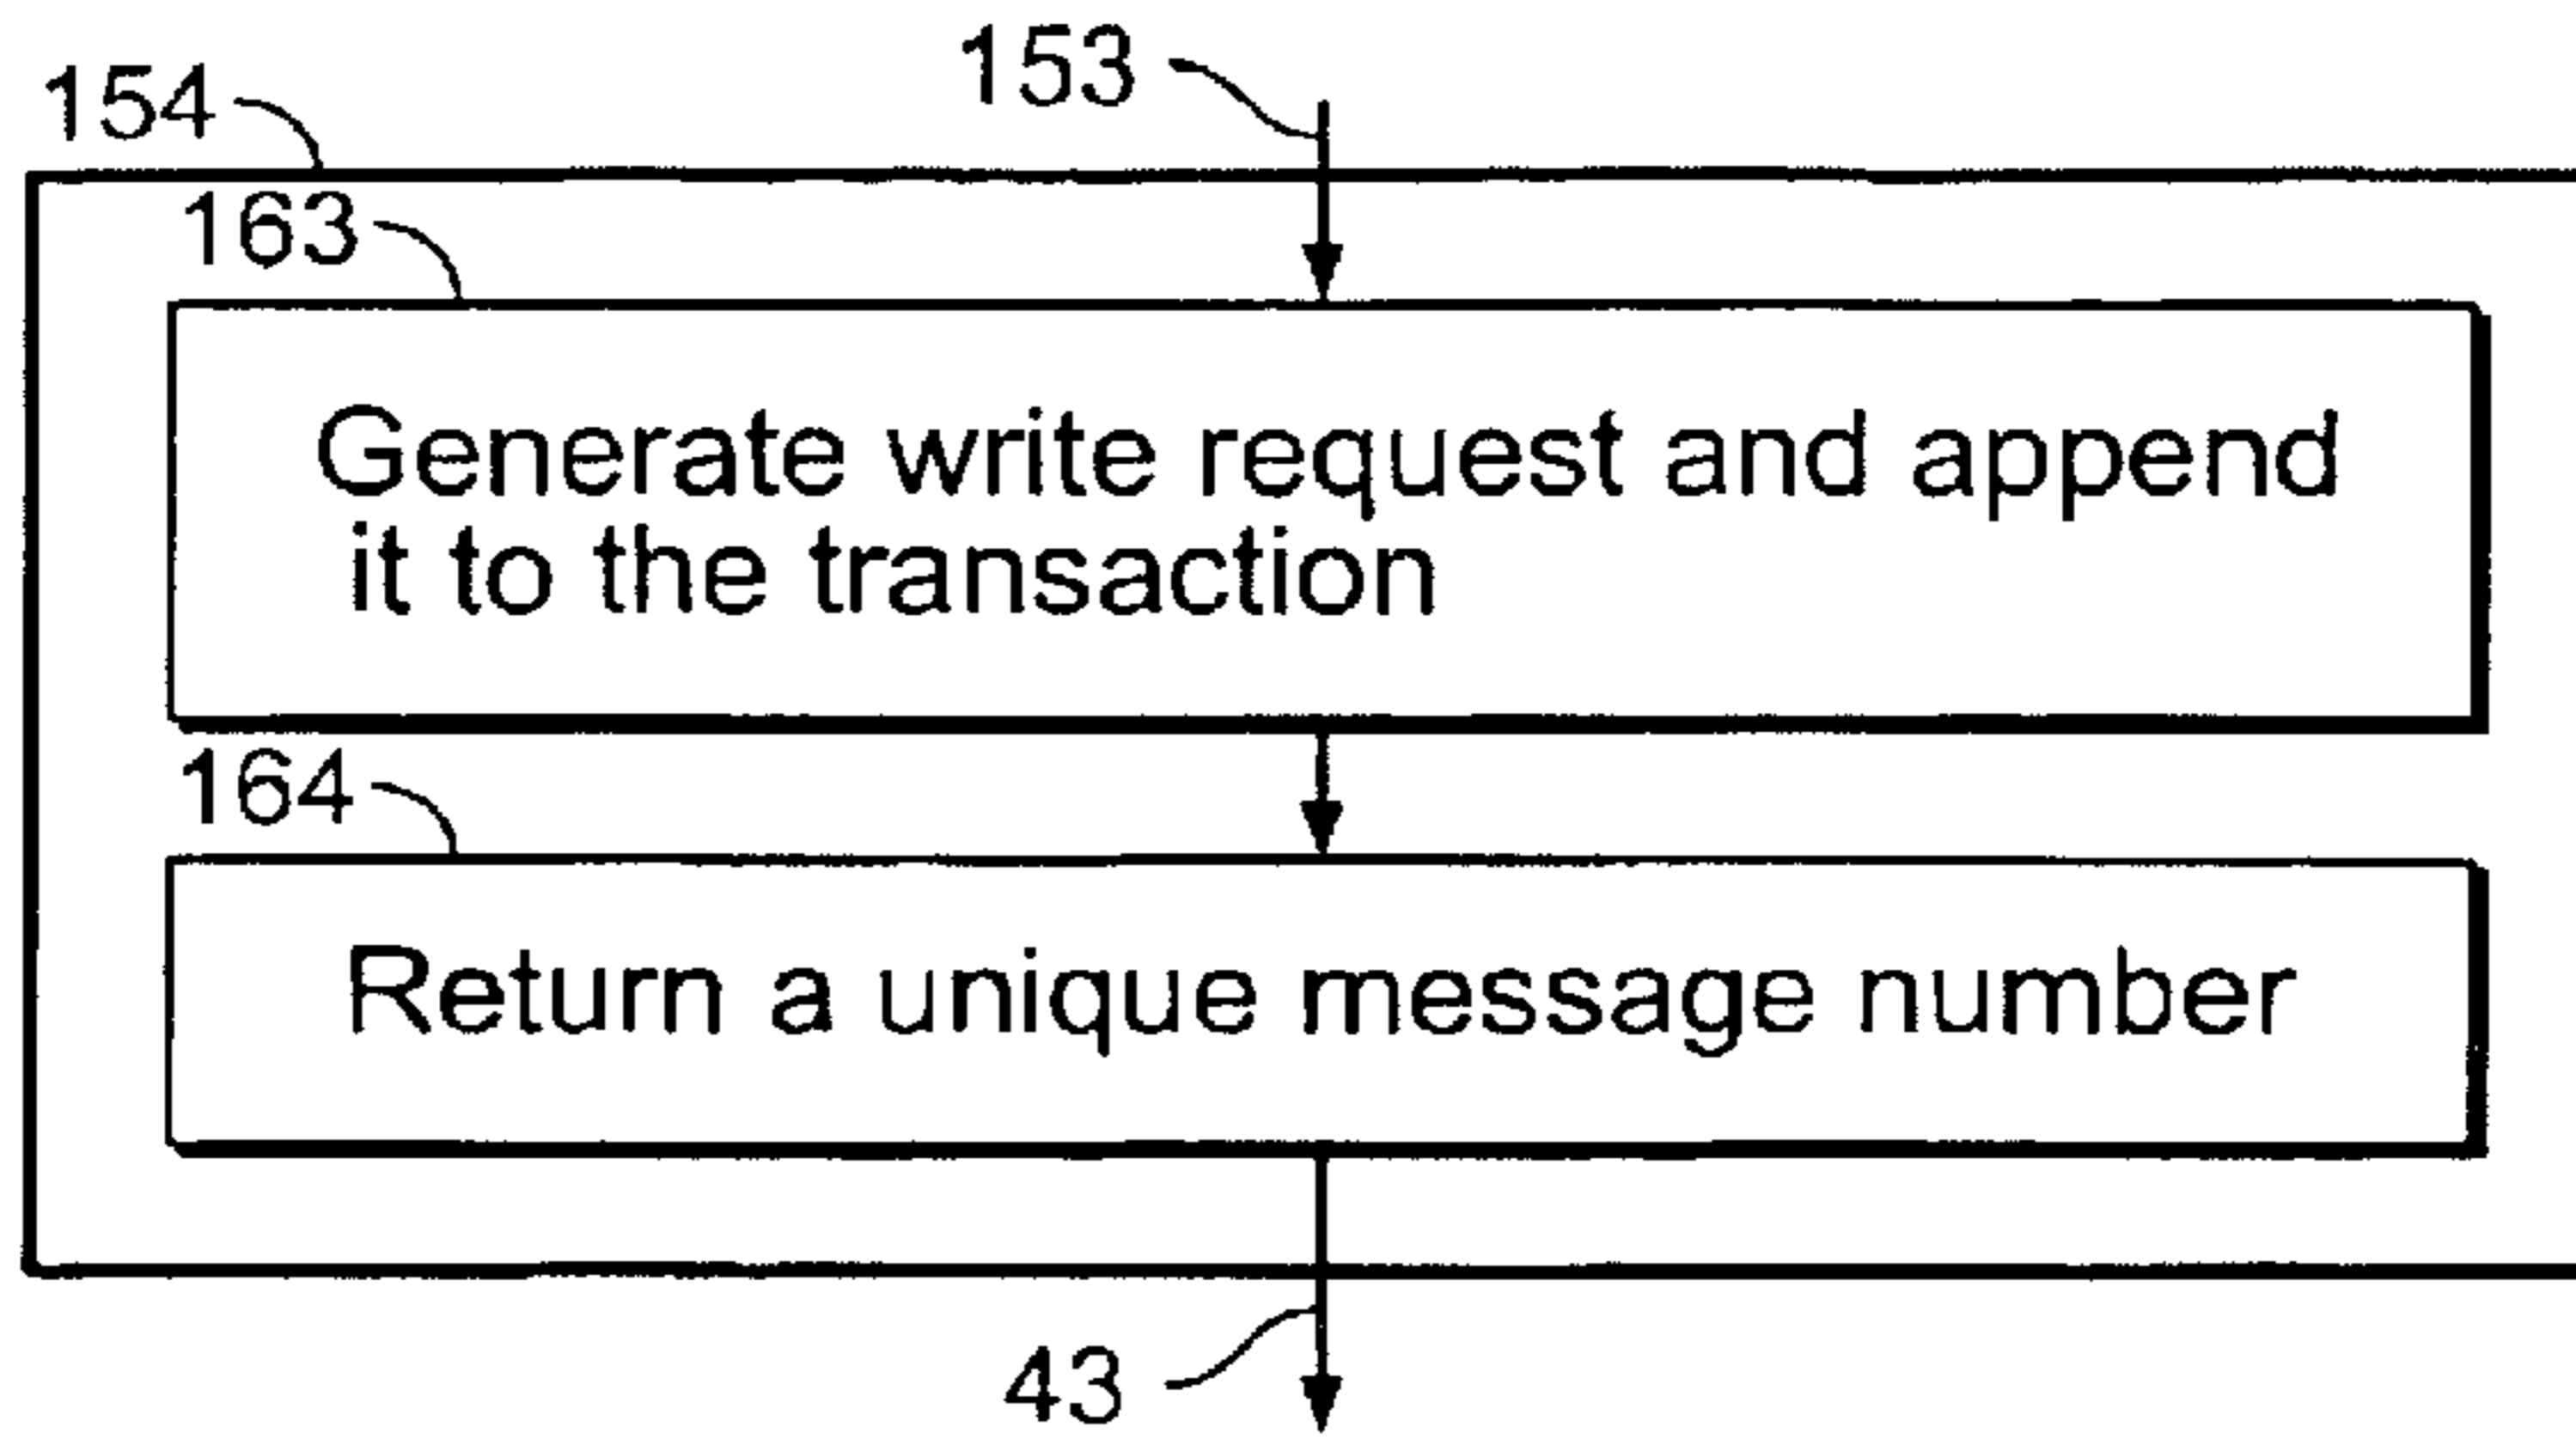 153
154
163
Generate write request and append
it to the transaction
164
Return a unique message number
43